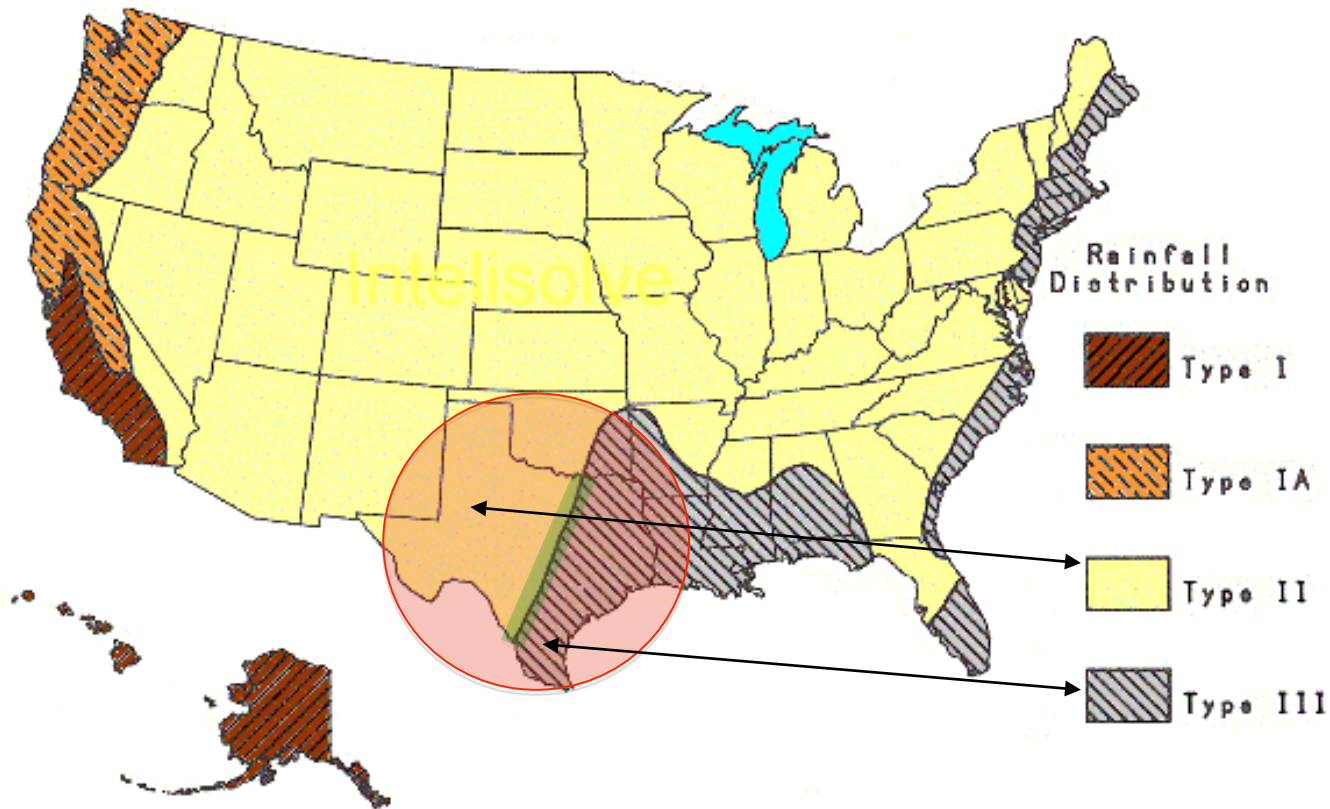 Intelisolve
Rainfall
Distribution
Type I
Type IA
Type II
Type III